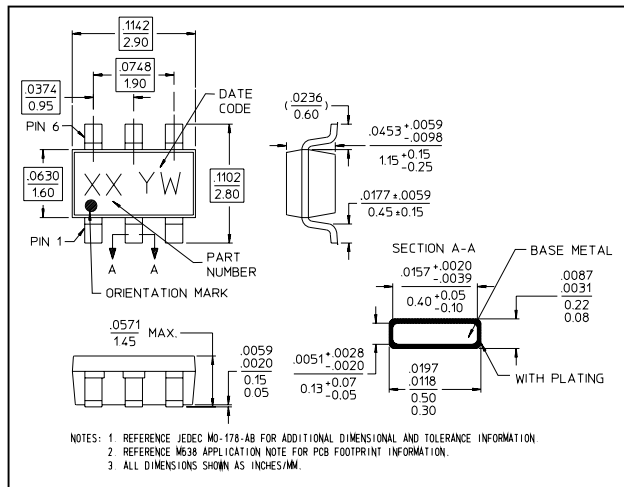 .1142
2.90
.0748
1.90
.0374
0.95
DATE
CODE
PIN 6
.0630
1.60
XX YW
.1102
2.80
PIN 1
A A
PART
NUMBER
ORIENTATION MARK
(.0236)
0.60
.0453 +.0059
-.0098
1.15 +0.15
-0.25
.0177 ±.0059
0.45 ±0.15
SECTION A-A
BASE METAL
.0157 +.0020
-.0039
0.40 +0.05
-0.10
.0087
.0031
0.22
0.08
.0571 MAX.
1.45
.0059
.0020
0.15
0.05
.0051 +.0028
-.0020
0.13 +0.07
-0.05
.0197
.0118
0.50
0.30
WITH PLATING
NOTES: 1. REFERENCE JEDEC MO-178-AB FOR ADDITIONAL DIMENSIONAL AND TOLERANCE INFORMATION.
2. REFERENCE M538 APPLICATION NOTE FOR PCB FOOTPRINT INFORMATION.
3. ALL DIMENSIONS SHOWN AS INCHES/MM.